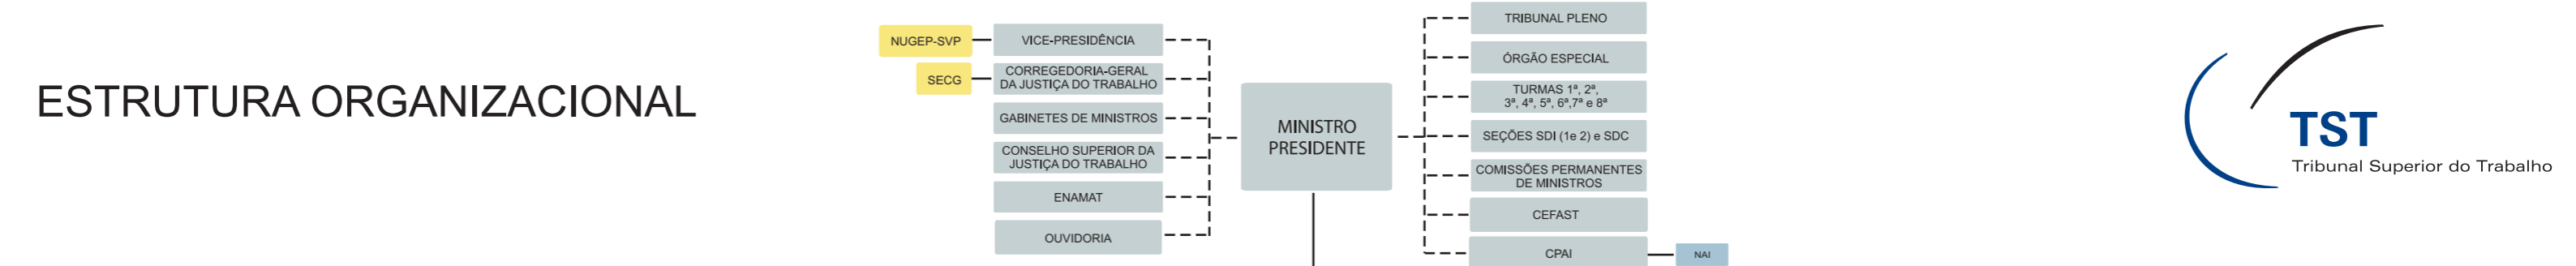 ESTRUTURA ORGANIZACIONAL
NUGEP-SVP
VICE-PRESIDÊNCIA
SECG
CORREGEDORIA-GERAL
DA JUSTIÇA DO TRABALHO
GABINETES DE MINISTROS
CONSELHO SUPERIOR DA
JUSTIÇA DO TRABALHO
ENAMAT
OUVIDORIA
MINISTRO
PRESIDENTE
TRIBUNAL PLENO
ÓRGÃO ESPECIAL
TURMAS 1ª, 2ª,
3ª, 4ª, 5ª, 6ª,7ª e 8ª
SEÇÕES SDI (1e 2) e SDC
COMISSÕES PERMANENTES
DE MINISTROS
CEFAST
CPAI
NAI
TST
Tribunal Superior do Trabalho